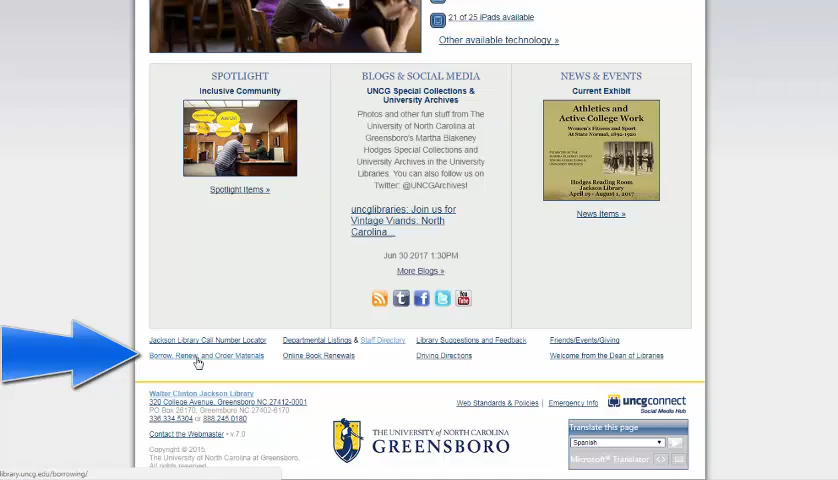 21 of 25 iPads available
Other available technology »
SPOTLIGHT
Inclusive Community
Spotlight Items »
BLOGS & SOCIAL MEDIA
UNCG Special Collections &
University Archives
Photos and other fun stuff from The
University of North Carolina at
Greensboro's Martha Blakeney
Hodges Special Collections and
University Archives in the University
Libraries. You can also follow us on
Twitter: @UNCGArchives!
uncglibraries: Join us for
Vintage Viands: North
Carolina...
Jun 30 2017 1:30PM
More Blogs »
NEWS & EVENTS
Current Exhibit
Athletics and
Active College Work
Women's Fitness and Sport
At State Normal, 1892-1920
Hodges Reading Room
Jackson Library
April 19 - August 1, 2017
News Items »
Jackson Library Call Number Locator
Departmental Listings & Staff Directory
Library Suggestions and Feedback
Friends/Events/Giving
Borrow, Renew, and Order Materials
Online Book Renewals
Driving Directions
Welcome from the Dean of Libraries
Walter Clinton Jackson Library
320 College Avenue, Greensboro NC 27412-0001
PO Box 26170, Greensboro NC 27402-6170
336.334.5304 or 888.245.0180
Contact the Webmaster • v.7.0
Copyright © 2015.
The University of North Carolina at Greensboro.
All rights reserved.
THE UNIVERSITY OF NORTH CAROLINA
GREENSBORO
Web Standards & Policies | Emergency Info
uncgconnect
Social Media Hub
Translate this page
Spanish
Microsoft® Translator
library.uncg.edu/borrowing/